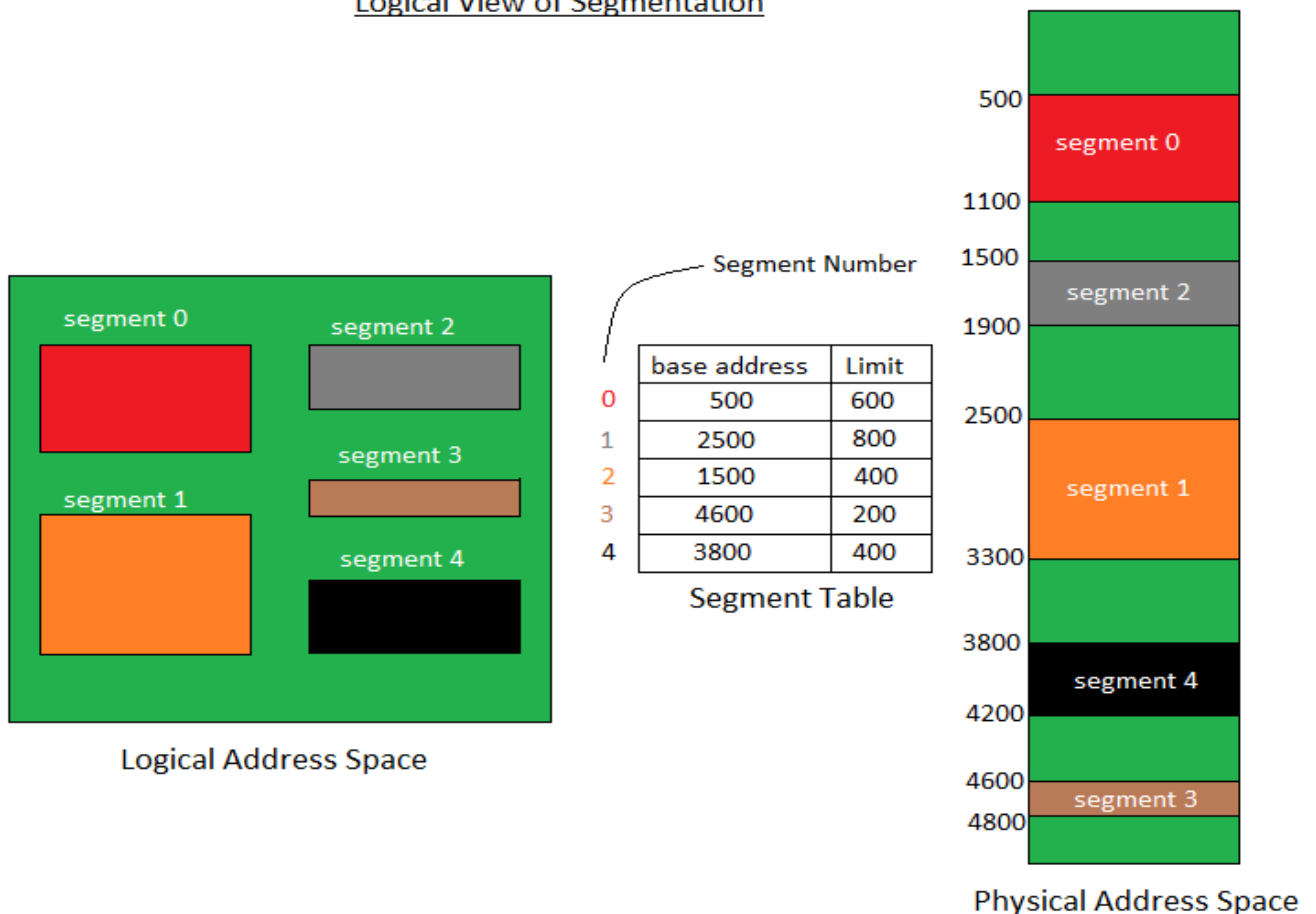 Logical View of Segmentation
segment 0
segment 2
segment 3
segment 1
segment 4
Logical Address Space
Segment Number
base address Limit
0 500 600
1 2500 800
2 1500 400
3 4600 200
4 3800 400
Segment Table
500
segment 0
1100
1500
segment 2
1900
2500
segment 1
3300
3800
segment 4
4200
4600
segment 3
4800
Physical Address Space